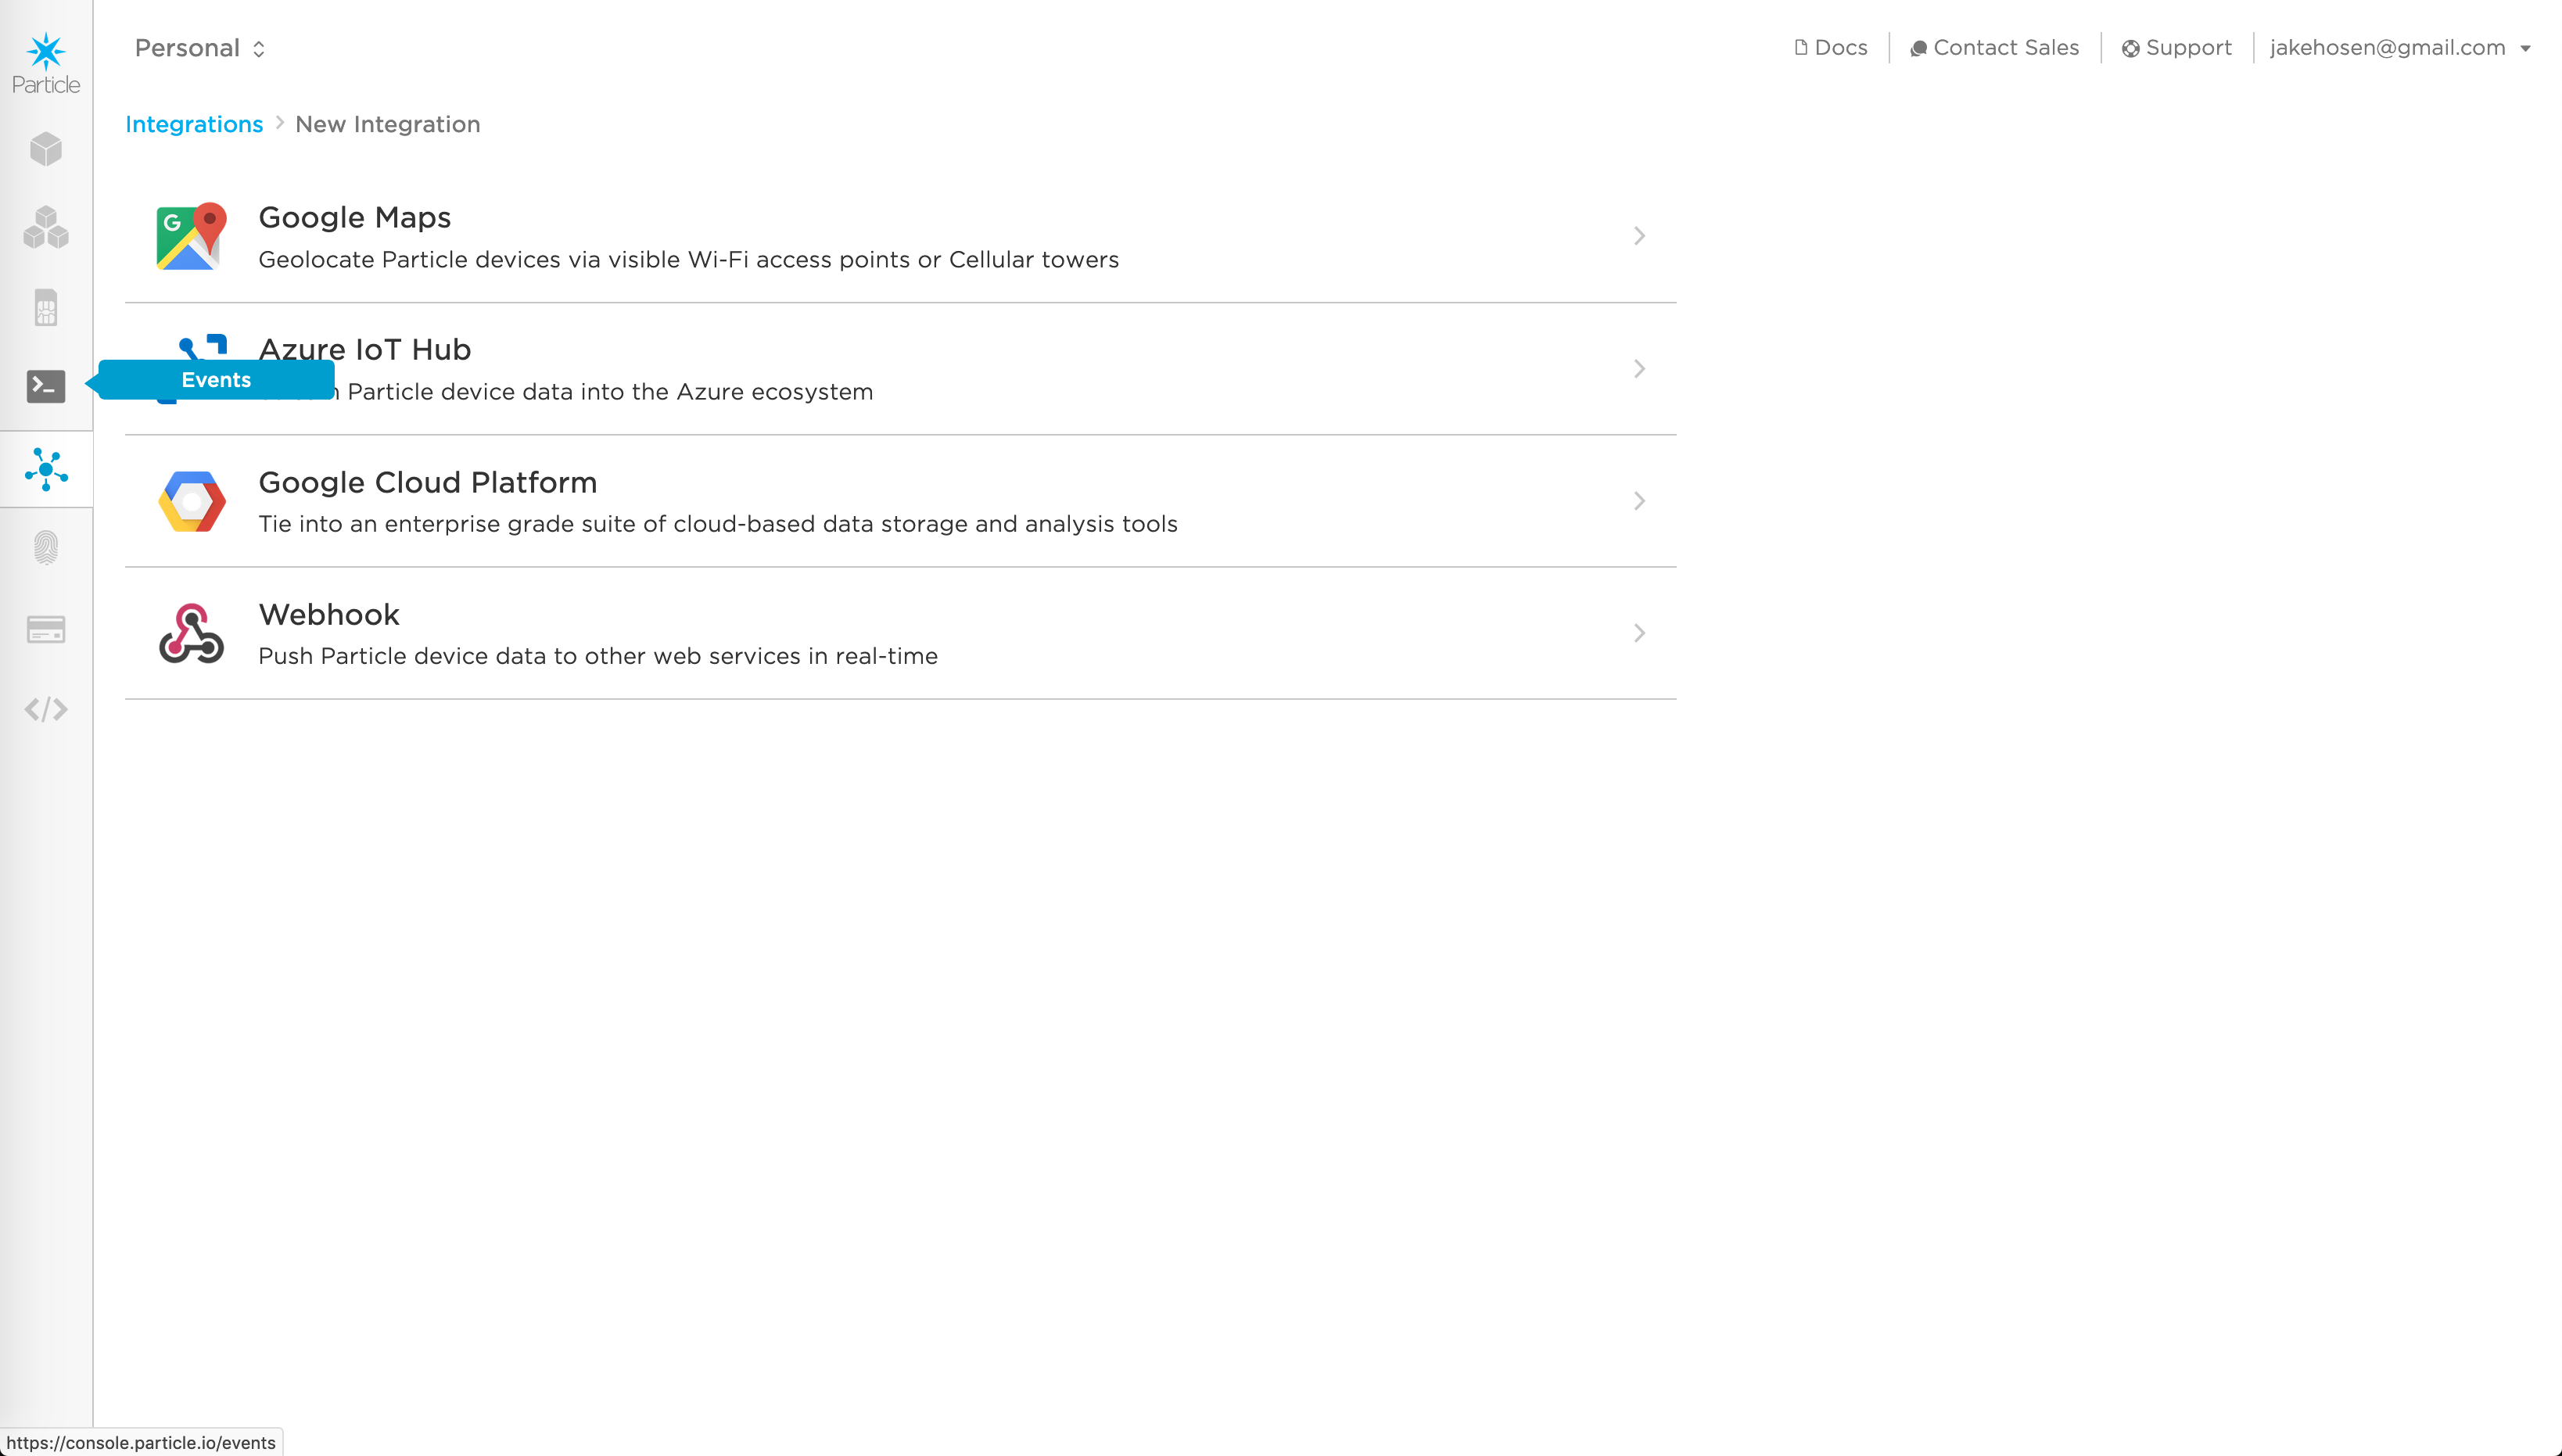 Particle
Personal
Docs
Contact Sales
Support
jakehosen@gmail.com
Integrations > New Integration
G
Google Maps
Geolocate Particle devices via visible Wi-Fi access points or Cellular towers
Azure IoT Hub
Events
Particle device data into the Azure ecosystem
Google Cloud Platform
Tie into an enterprise grade suite of cloud-based data storage and analysis tools
Webhook
Push Particle device data to other web services in real-time
https://console.particle.io/events